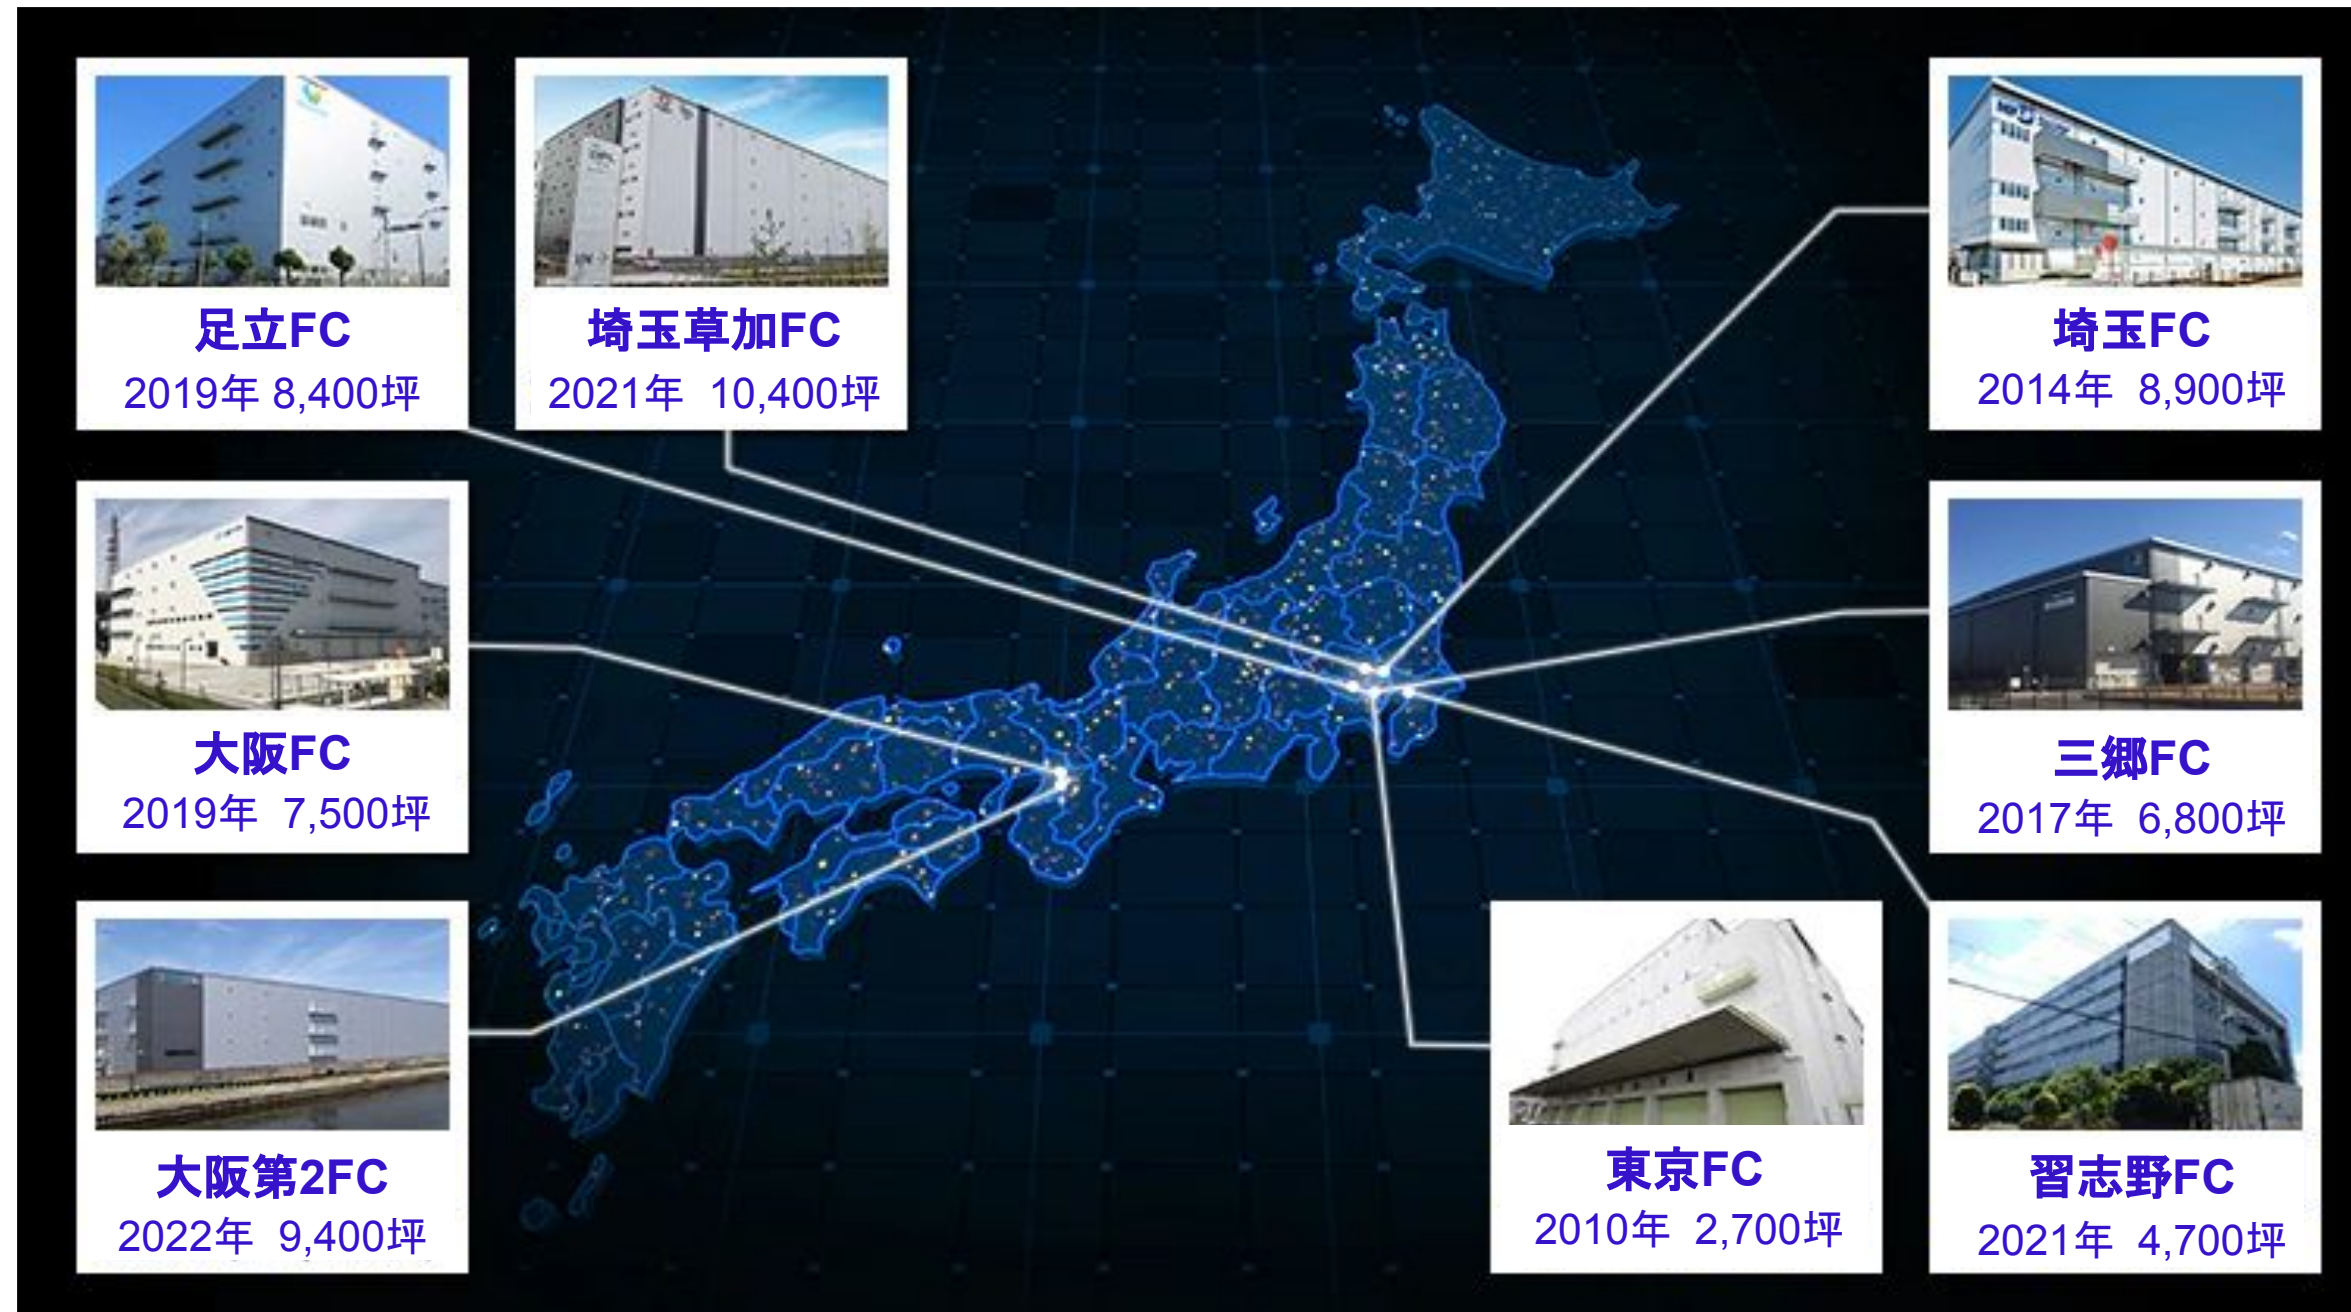 足立FC
2019年 8,400坪
埼玉草加FC
2021年 10,400坪
埼玉FC
2014年 8,900坪
大阪FC
2019年 7,500坪
三郷FC
2017年 6,800坪
大阪第2FC
2022年 9,400坪
東京FC
2010年 2,700坪
習志野FC
2021年 4,700坪